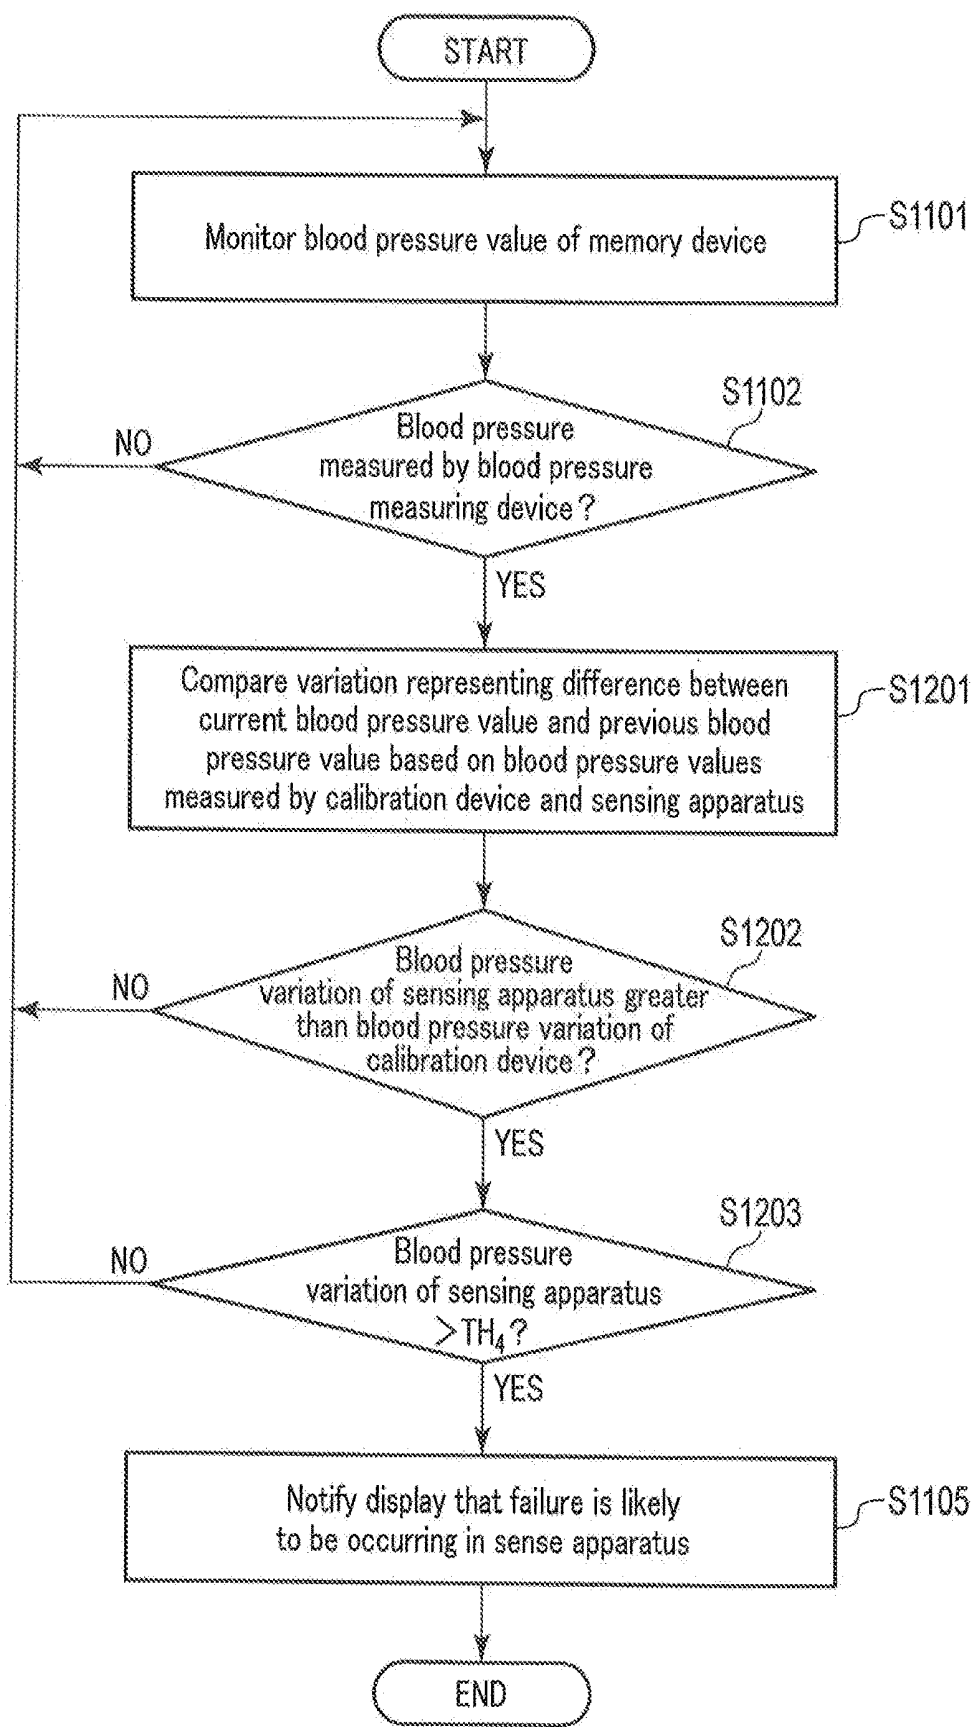 START
Monitor blood pressure value of memory device
S1101
S1102
Blood pressure
measured by blood pressure
measuring device?
NO
YES
Compare variation representing difference between
current blood pressure value and previous blood
pressure value based on blood pressure values
measured by calibration device and sensing apparatus
S1201
S1202
Blood pressure
variation of sensing apparatus greater
than blood pressure variation of
calibration device?
NO
YES
S1203
Blood pressure
variation of sensing apparatus
>TH₄?
NO
YES
Notify display that failure is likely
to be occurring in sense apparatus
S1105
END